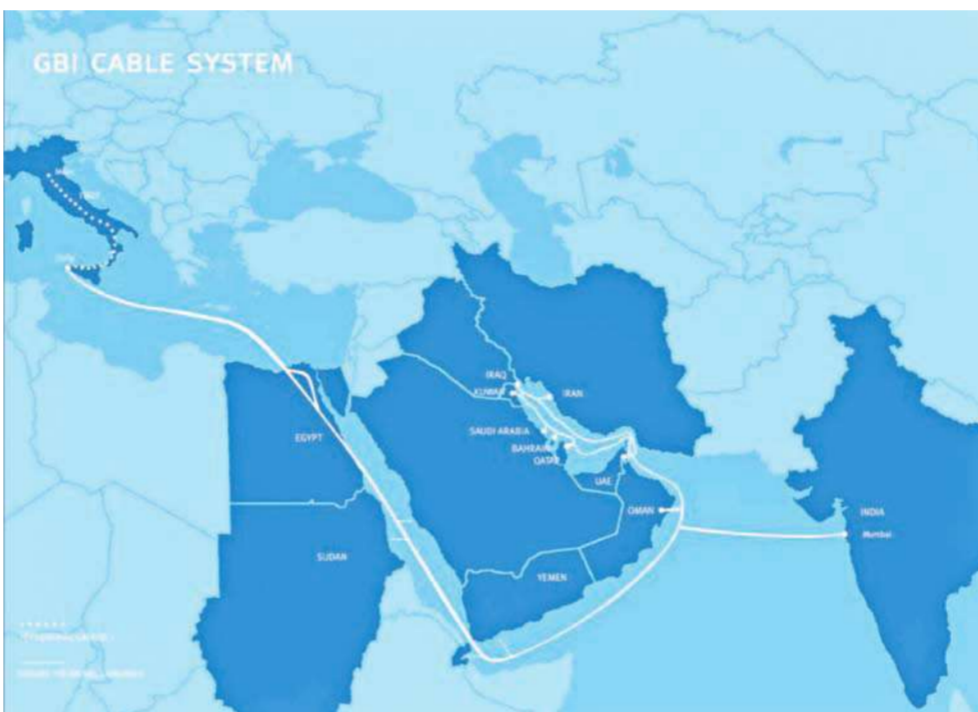 GBI CABLE SYSTEM
IRAQ
KUWAIT
IRAN
SAUDI ARABIA
BAHRAIN
QATAR
EGYPT
UAE
OMAN
INDIA
Mumbai
SUDAN
YEMEN